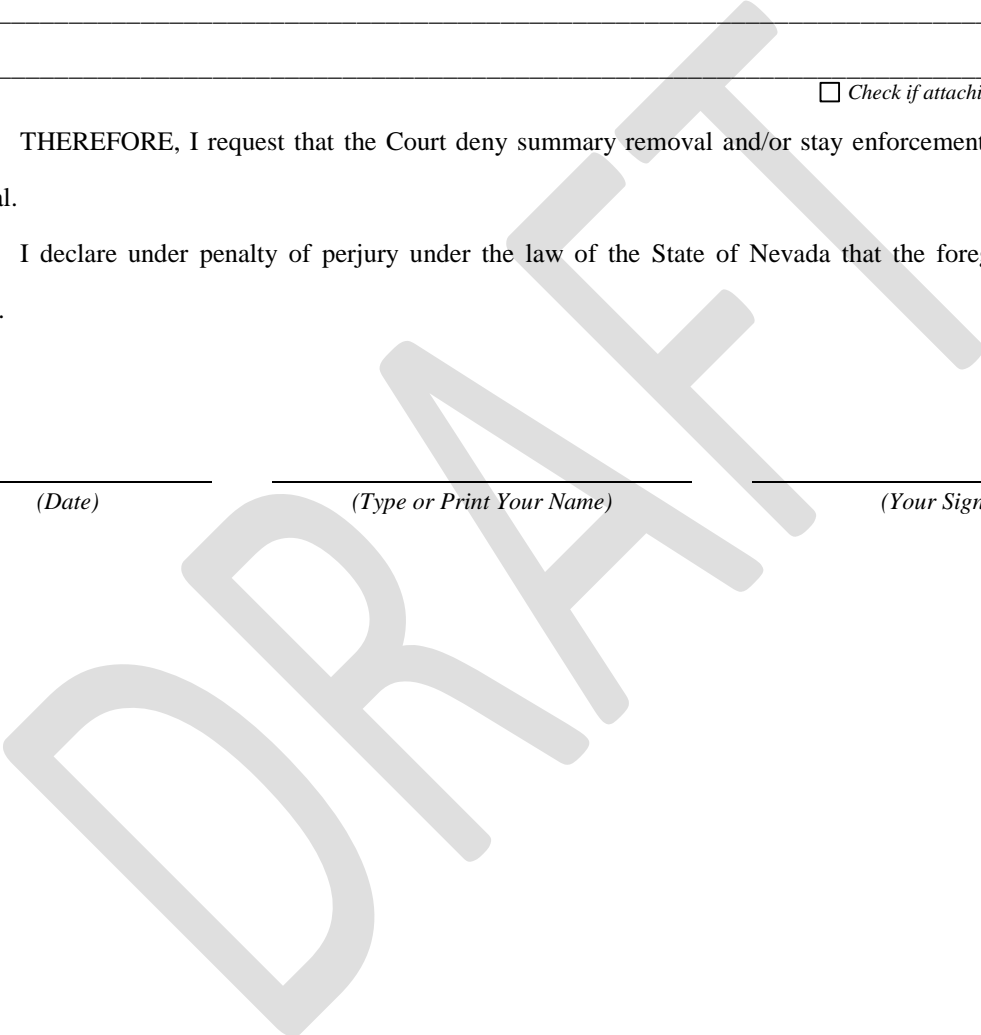 Check if attachi
THEREFORE, I request that the Court deny summary removal and/or stay enforcement
al.
I declare under penalty of perjury under the law of the State of Nevada that the foreg
.
(Date) (Type or Print Your Name) (Your Sign
DRAFT